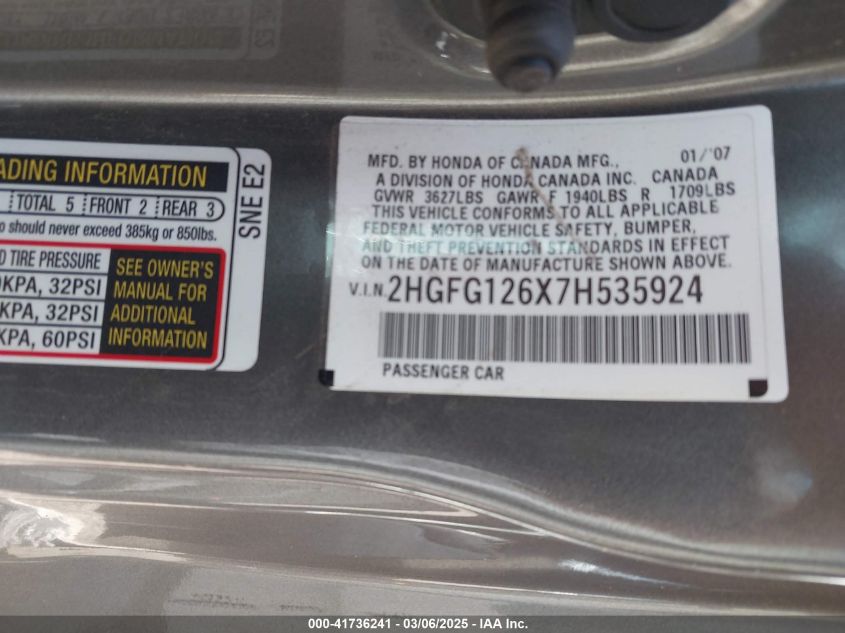 ADING INFORMATION
TOTAL 5 FRONT 2 REAR 3
should never exceed 385kg or 850lbs.
D TIRE PRESSURE
KPA, 32PSI
KPA, 32PSI
KPA, 60PSI
SEE OWNER'S
MANUAL FOR
ADDITIONAL
INFORMATION
SNE E2
MFD. BY HONDA OF CANADA MFG., 01/'07
A DIVISION OF HONDA CANADA INC. CANADA
GVWR 3627LBS GAWR F 1940LBS R 1709LBS
THIS VEHICLE CONFORMS TO ALL APPLICABLE
FEDERAL MOTOR VEHICLE SAFETY, BUMPER,
AND THEFT PREVENTION STANDARDS IN EFFECT
ON THE DATE OF MANUFACTURE SHOWN ABOVE.
V.I.N. 2HGFG126X7H535924
PASSENGER CAR
000-41736241 - 03/06/2025 - IAA Inc.